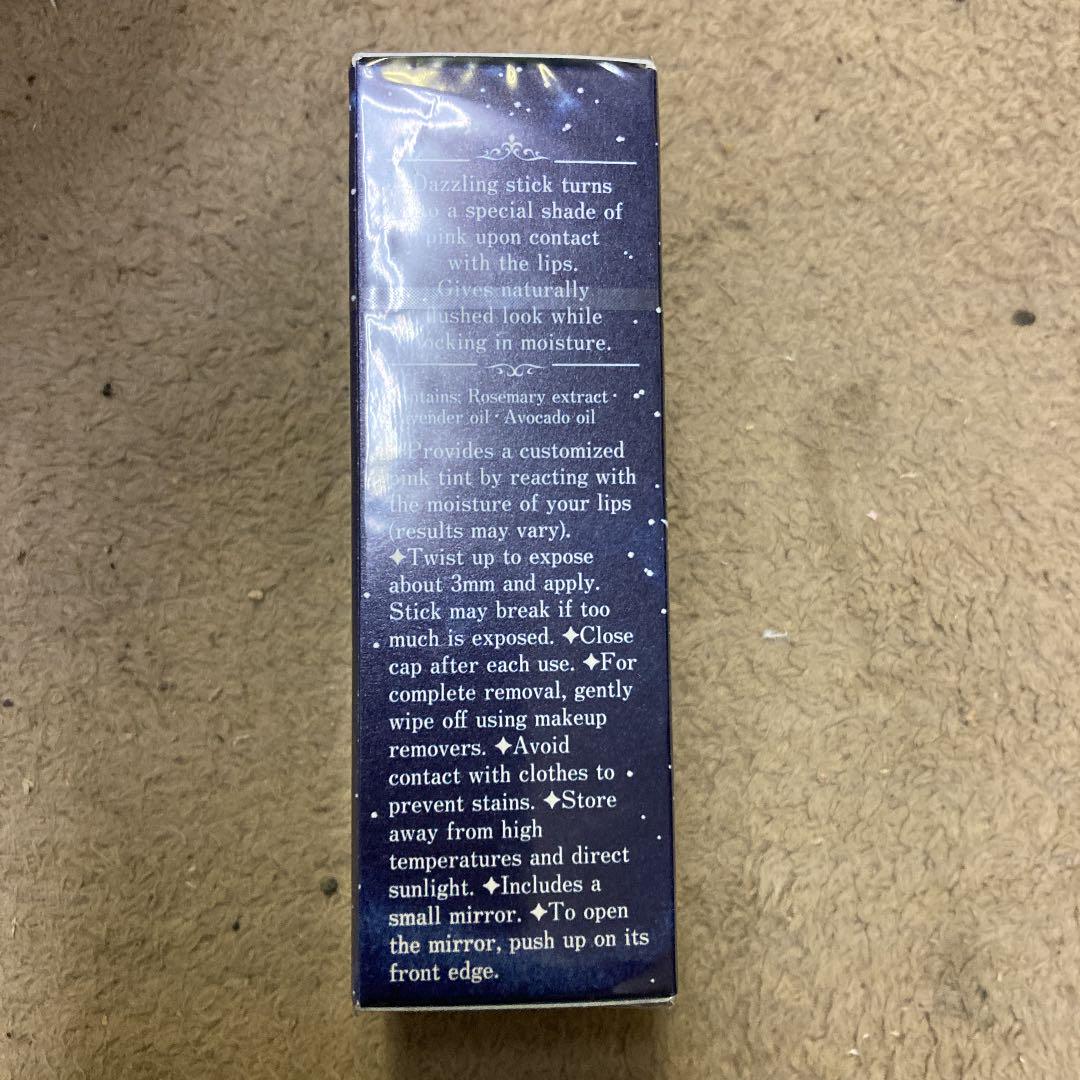 Dazzling stick turns
a special shade of
pink upon contact
with the lips.
Gives naturally
flushed look while
locking in moisture.
Contains: Rosemary extract・
Lavender oil・Avocado oil
✦Provides a customized
pink tint by reacting with
the moisture of your lips
(results may vary).
✦Twist up to expose
about 3mm and apply.
Stick may break if too
much is exposed. ✦Close
cap after each use. ✦For
complete removal, gently
wipe off using makeup
removers. ✦Avoid
contact with clothes to
prevent stains. ✦Store
away from high
temperatures and direct
sunlight. ✦Includes a
small mirror. ✦To open
the mirror, push up on its
front edge.